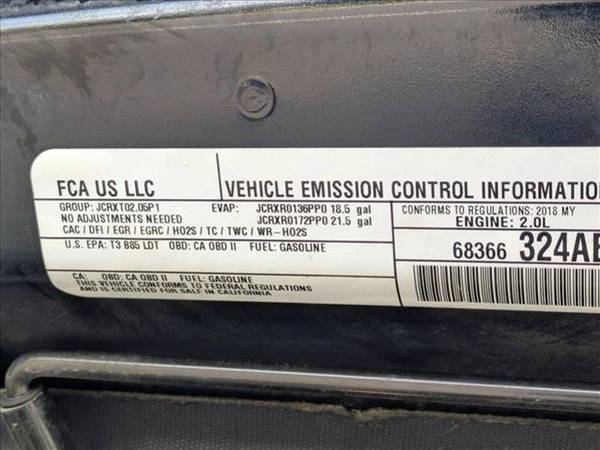 FCA US LLC
VEHICLE EMISSION CONTROL INFORMATION
GROUP: JCRXT02.05P1
EVAP: JCRXR0136PP0 18.5 gal
NO ADJUSTMENTS NEEDED
JCRXR0172PP0 21.5 gal
CONFORMS TO REGULATIONS: 2018 MY
CAC / DFI / EGR / EGRC / HO2S / TC / TWC / WR-HO2S
ENGINE: 2.0L
U.S. EPA: T3 B85 LDT OBD: CA OBD II FUEL: GASOLINE
68366 324AB
CA: OBD: CA OBD II FUEL: GASOLINE
THIS VEHICLE CONFORMS TO FEDERAL REGULATIONS
AND IS CERTIFIED FOR SALE IN CALIFORNIA